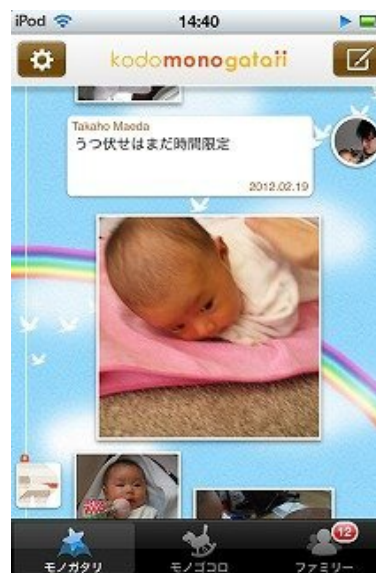 iPod
14:40
kodomonogatari
Takaho Maeda
うつ伏せはまだ時間限定
2012.02.19
モノガタリ
モノゴコロ
12
ファミリー